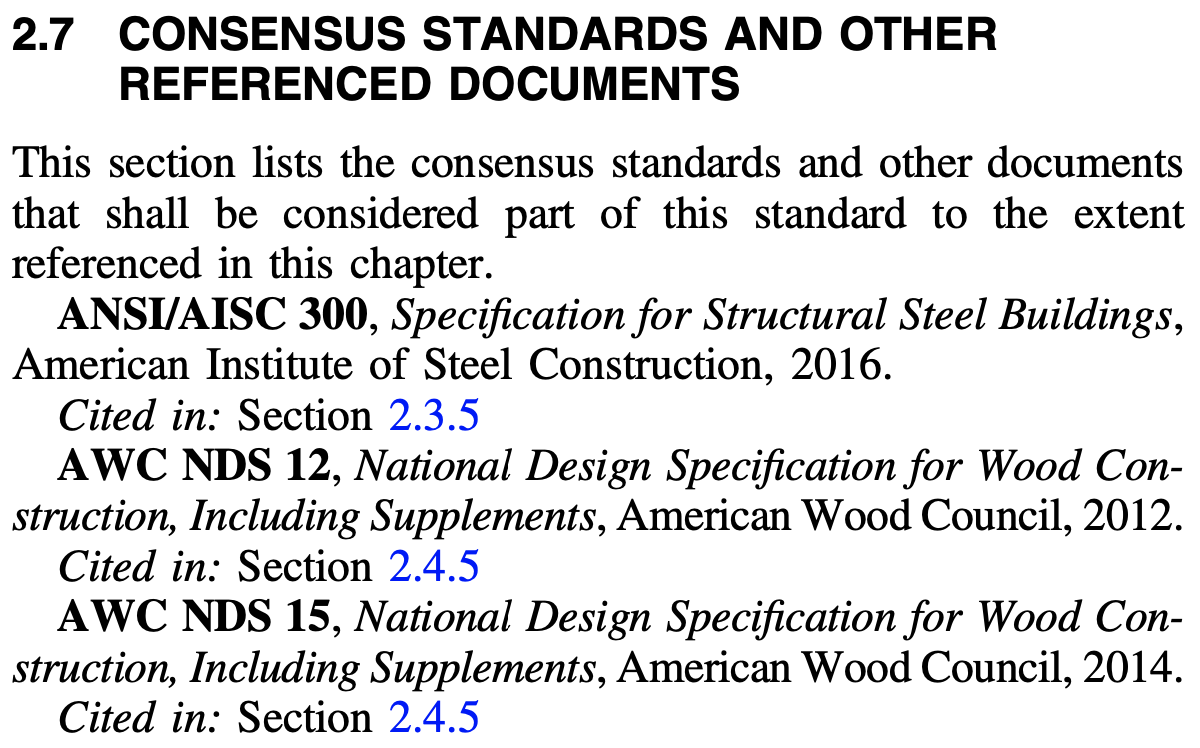 2.7 CONSENSUS STANDARDS AND OTHER
REFERENCED DOCUMENTS
This section lists the consensus standards and other documents
that shall be considered part of this standard to the extent
referenced in this chapter.
ANSI/AISC 300, Specification for Structural Steel Buildings,
American Institute of Steel Construction, 2016.
Cited in: Section 2.3.5
AWC NDS 12, National Design Specification for Wood Con-
struction, Including Supplements, American Wood Council, 2012.
Cited in: Section 2.4.5
AWC NDS 15, National Design Specification for Wood Con-
struction, Including Supplements, American Wood Council, 2014.
Cited in: Section 2.4.5